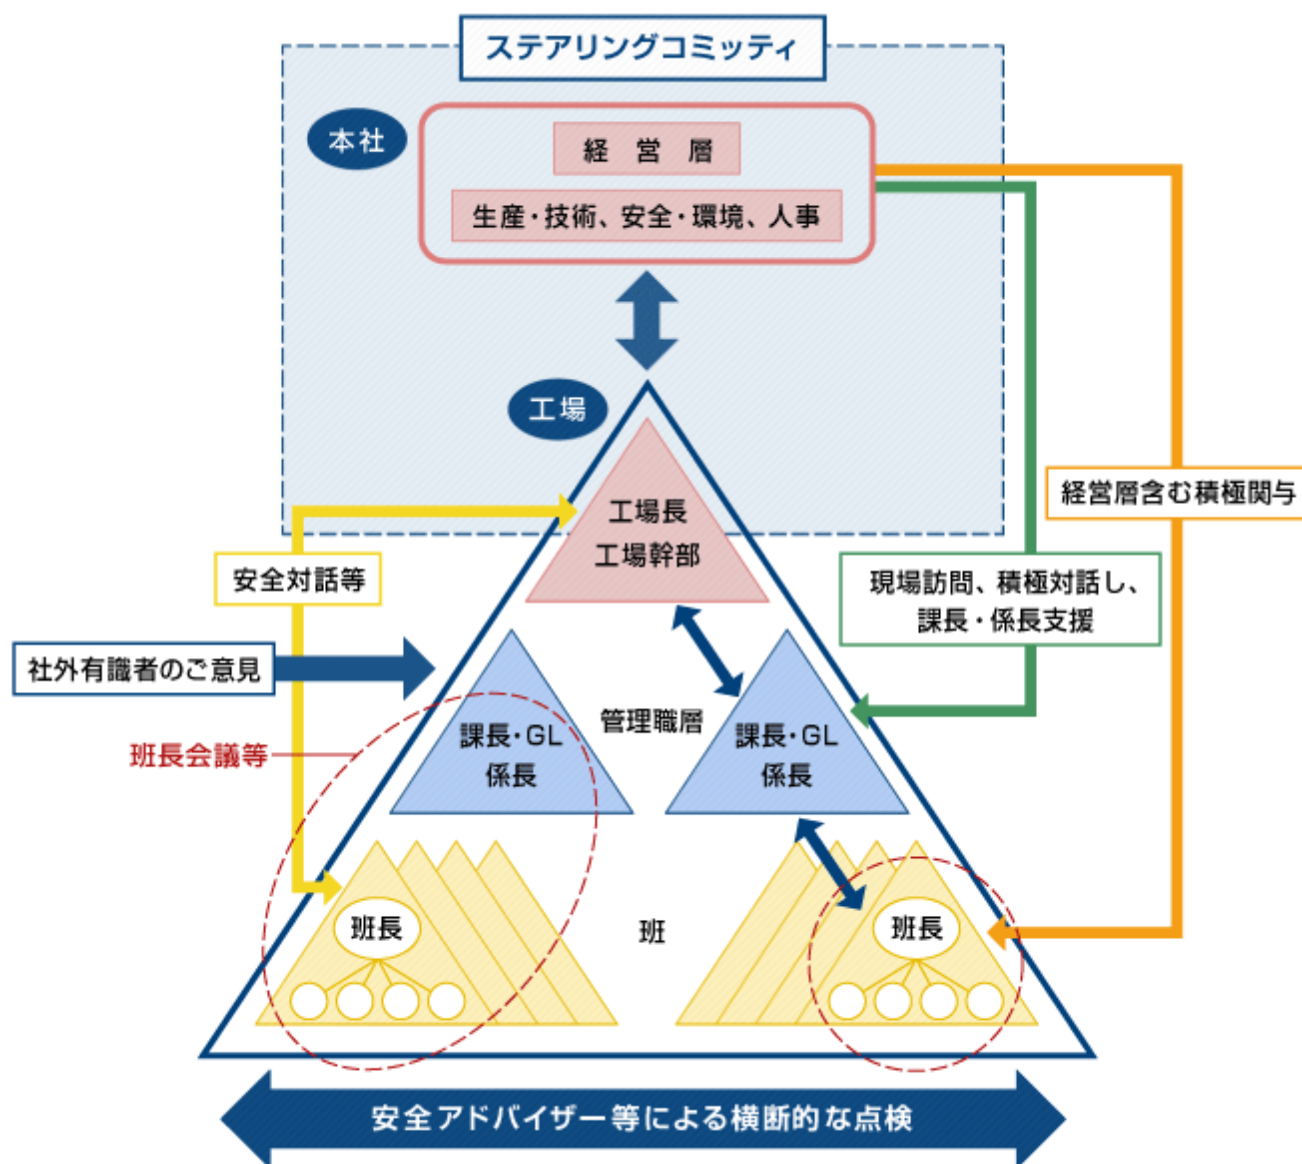 ステアリングコミッティ
本社
経営層
生産・技術、安全・環境、人事
工場
工場長
工場幹部
経営層含む積極関与
安全対話等
現場訪問、積極対話し、
課長・係長支援
社外有識者のご意見
管理職層
班長会議等
課長・GL
係長
課長・GL
係長
班長
班
班長
安全アドバイザー等による横断的な点検